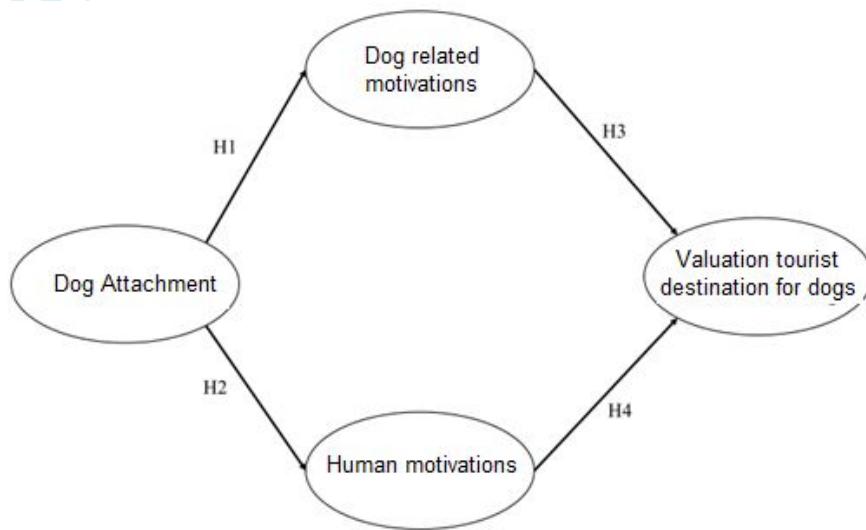 Dog related
motivations
H1
H3
Dog Attachment
Valuation tourist
destination for dogs
H2
H4
Human motivations